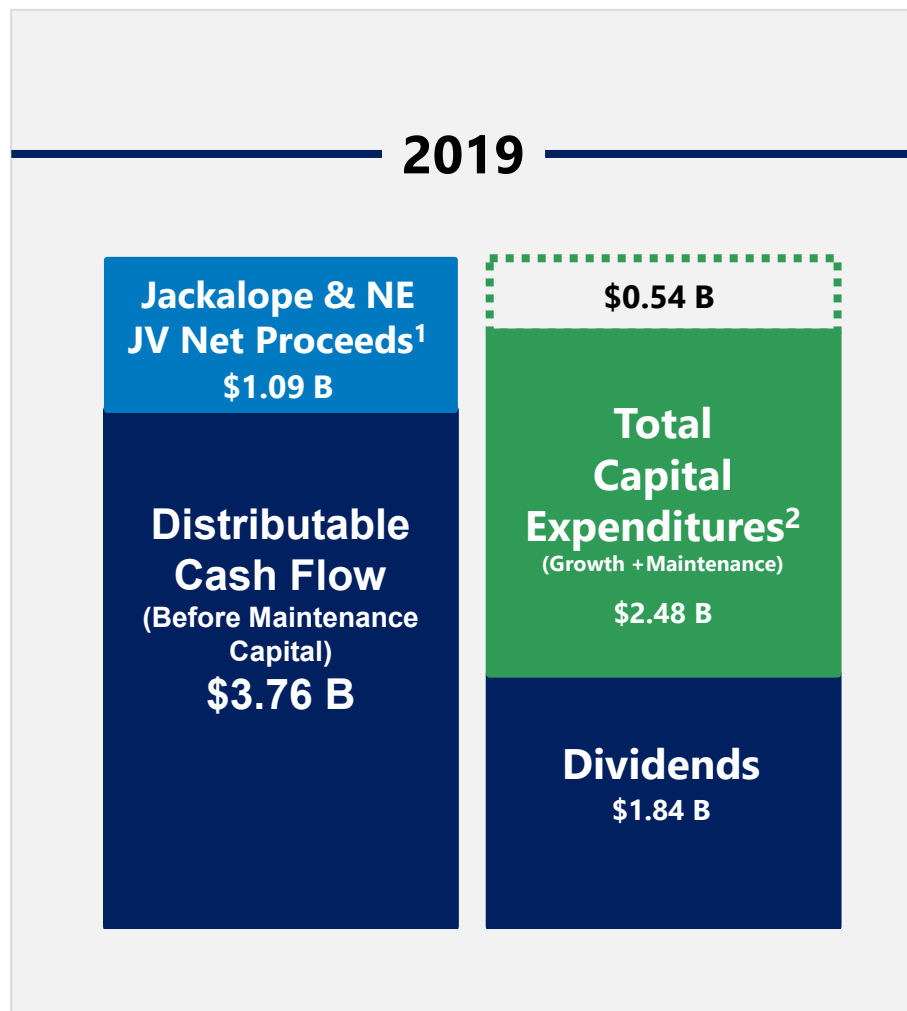 2019
Jackalope & NE
JV Net Proceeds¹
$1.09 B
Distributable
Cash Flow
(Before Maintenance
Capital)
$3.76 B
$0.54 B
Total
Capital
Expenditures²
(Growth +Maintenance)
$2.48 B
Dividends
$1.84 B